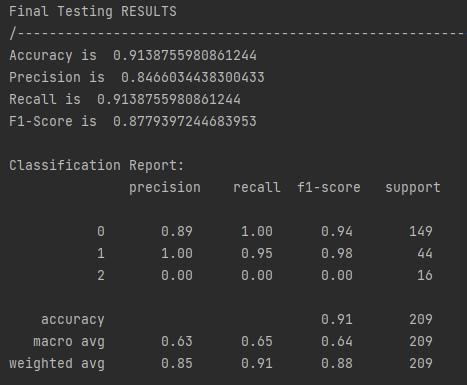 Final Testing RESULTS
/--------------------------------------------------------
Accuracy is  0.9138755980861244
Precision is  0.8466034438300433
Recall is  0.9138755980861244
F1-Score is  0.8779397244683953
Classification Report:
precision    recall  f1-score   support
0       0.89      1.00      0.94       149
1       1.00      0.95      0.98        44
2       0.00      0.00      0.00        16
accuracy                           0.91       209
macro avg       0.63      0.65      0.64       209
weighted avg       0.85      0.91      0.88       209